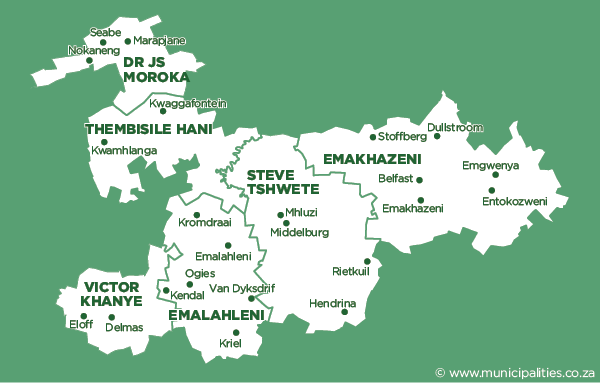 Seabe
Marapjane
Nokaneng
DR JS
MOROKA
Kwaggafontein
THEMBISILE HANI
Kwamhlanga
Stoffberg
Dullstroom
EMAKHAZENI
STEVE
TSHWETE
Belfast
Emgwenya
Emakhazeni
Entokozweni
Kromdraai
Mhluzi
Middelburg
Emalahleni
Rietkuil
Ogies
VICTOR
KHANYE
Kendal
Van Dyksdrif
Hendrina
EMALAHLENI
Eloff
Delmas
Kriel
© www.municipalities.co.za